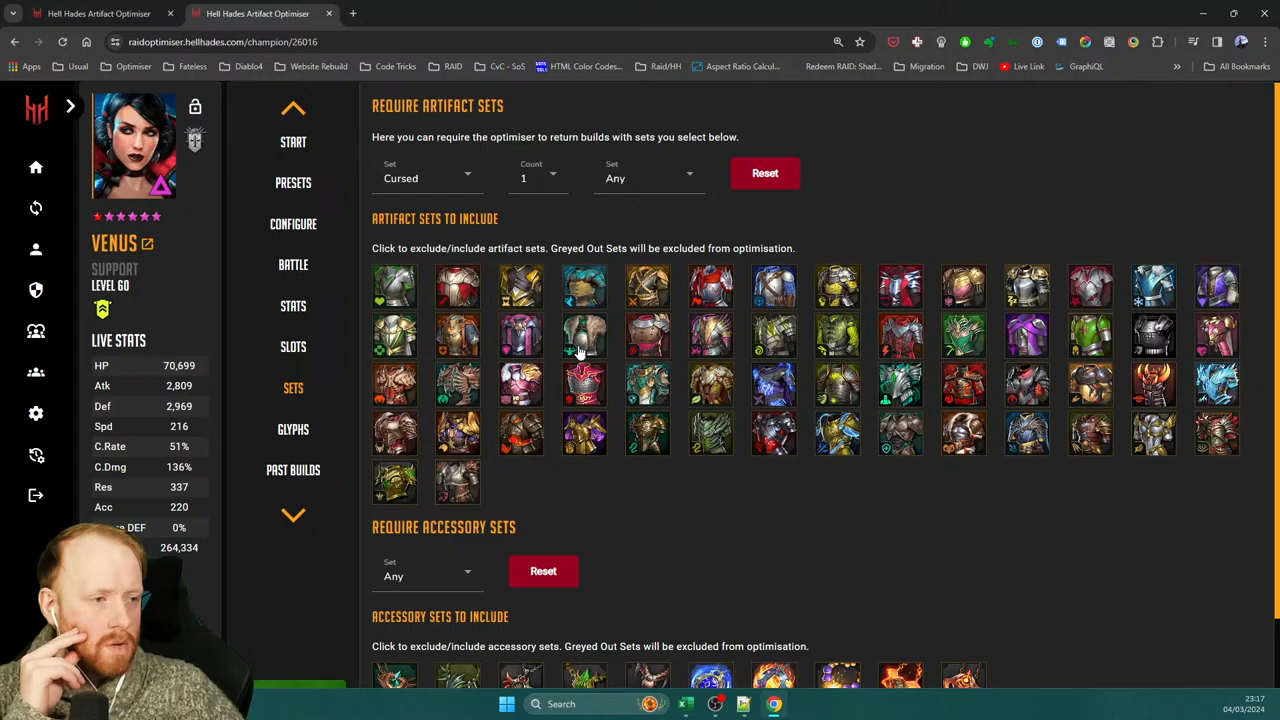 Hell Hades Artifact Optimiser
Hell Hades Artifact Optimiser
raidoptimiser.hellhades.com/champion/26016
Apps
Usual
Optimiser
Fateless
Diablo4
Website Rebuild
Code Tricks
RAID
CvC - SoS
HTML Color Codes...
Raid/HH
Aspect Ratio Calcul...
Redeem RAID: Shad...
Migration
DWJ
Live Link
GraphiQL
All Bookmarks
VENUS
SUPPORT
LEVEL 60
LIVE STATS
HP 70,699
Atk 2,809
Def 2,969
Spd 216
C.Rate 51%
C.Dmg 136%
Res 337
Acc 220
DEF 0%
264,334
START
PRESETS
CONFIGURE
BATTLE
STATS
SLOTS
SETS
GLYPHS
PAST BUILDS
REQUIRE ARTIFACT SETS
Here you can require the optimiser to return builds with sets you select below.
Set Count Set
Cursed 1 Any Reset
ARTIFACT SETS TO INCLUDE
Click to exclude/include artifact sets. Greyed Out Sets will be excluded from optimisation.
REQUIRE ACCESSORY SETS
Set
Any Reset
ACCESSORY SETS TO INCLUDE
Click to exclude/include accessory sets. Greyed Out Sets will be excluded from optimisation.
Search
23:17
04/03/2024